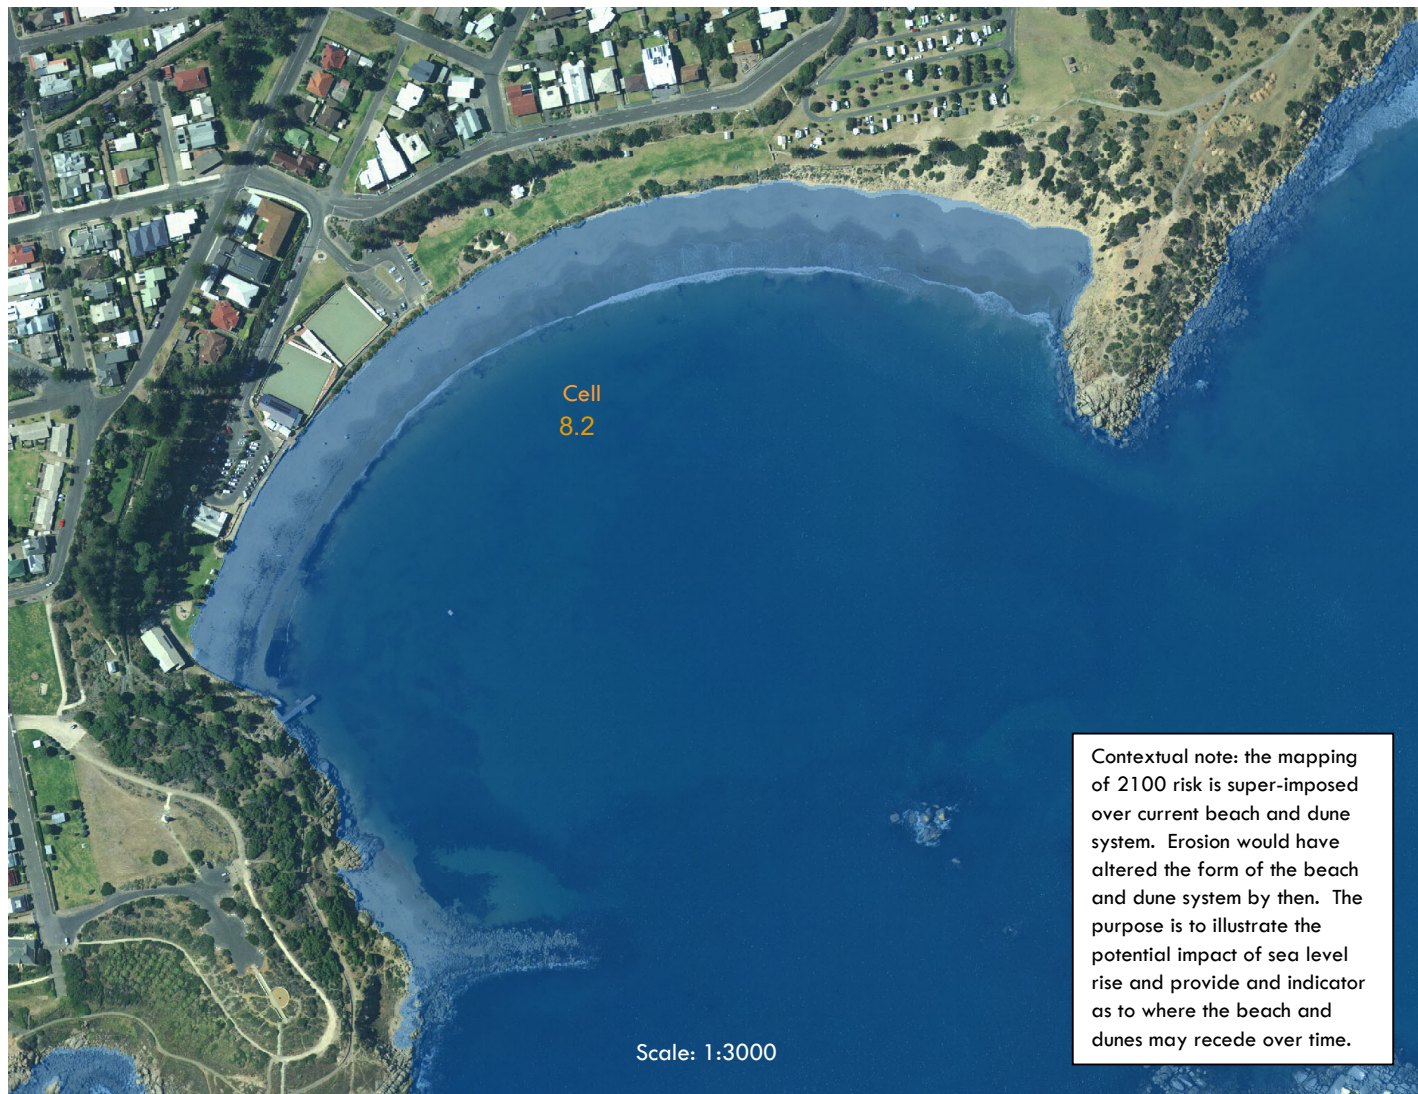 Cell
8.2
Contextual note: the mapping
of 2100 risk is super-imposed
over current beach and dune
system.  Erosion would have
altered the form of the beach
and dune system by then.  The
purpose is to illustrate the
potential impact of sea level
rise and provide and indicator
as to where the beach and
dunes may recede over time.
Scale: 1:3000